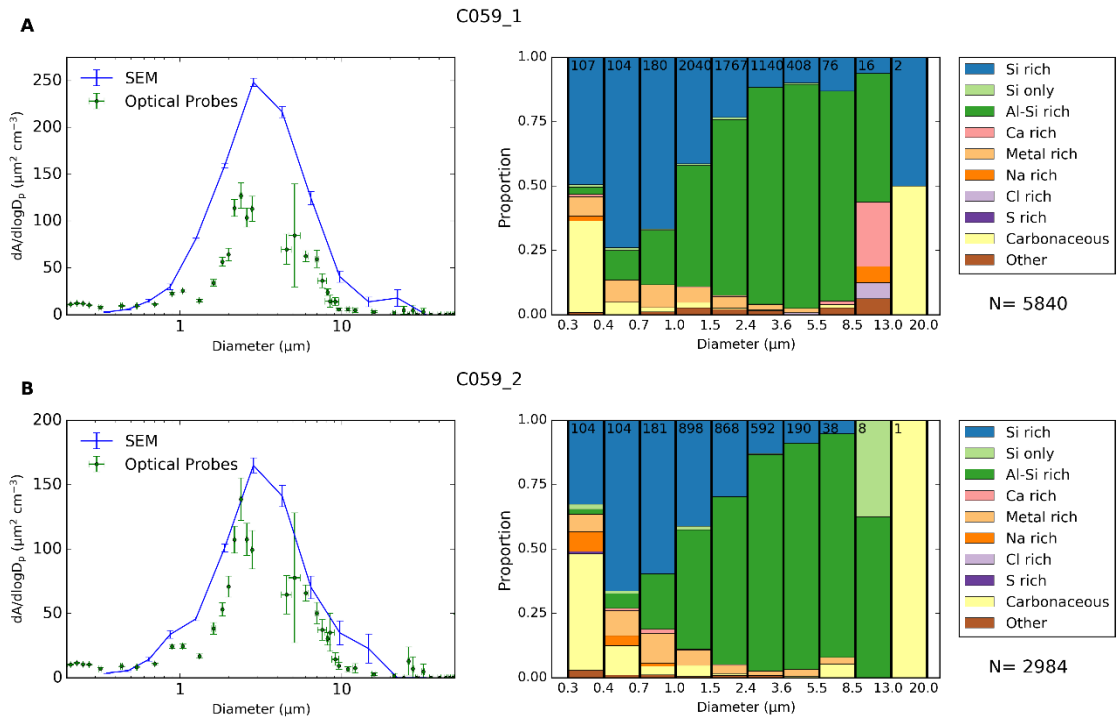 C059_1
A
SEM
Optical Probes
dA/dlogDp (µm² cm⁻³)
250
200
150
100
50
0
1
10
Diameter (µm)
Proportion
1.00
0.75
0.50
0.25
0.00
107 104 180 2040 1767 1140 408 76 16 2
0.3 0.4 0.7 1.0 1.5 2.4 3.6 5.5 8.5 13.0 20.0
Diameter (µm)
Si rich
Si only
Al-Si rich
Ca rich
Metal rich
Na rich
Cl rich
S rich
Carbonaceous
Other
N= 5840
C059_2
B
SEM
Optical Probes
dA/dlogDp (µm² cm⁻³)
200
150
100
50
0
1
10
Diameter (µm)
Proportion
1.00
0.75
0.50
0.25
0.00
104 104 181 898 868 592 190 38 8 1
0.3 0.4 0.7 1.0 1.5 2.4 3.6 5.5 8.5 13.0 20.0
Diameter (µm)
Si rich
Si only
Al-Si rich
Ca rich
Metal rich
Na rich
Cl rich
S rich
Carbonaceous
Other
N= 2984